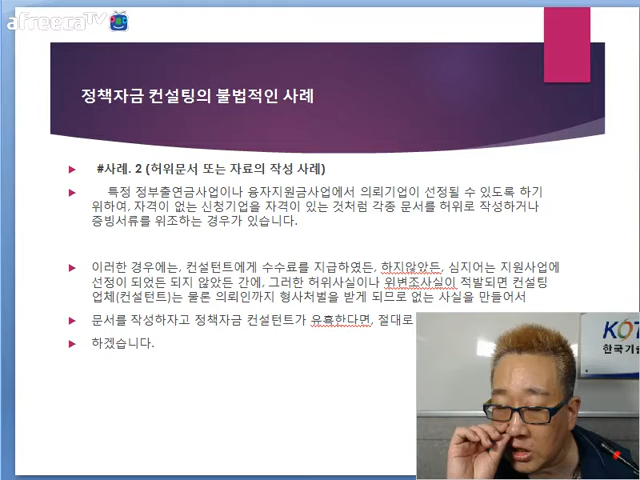 afreecaTV
정책자금 컨설팅의 불법적인 사례
#사례. 2 (허위문서 또는 자료의 작성 사례)
특정 정부출연금사업이나 융자지원금사업에서 의뢰기업이 선정될 수 있도록 하기
위하여, 자격이 없는 신청기업을 자격이 있는 것처럼 각종 문서를 허위로 작성하거나
증빙서류를 위조하는 경우가 있습니다.
이러한 경우에는, 컨설턴트에게 수수료를 지급하였든, 하지않았든, 심지어는 지원사업에
선정이 되었든 되지 않았든 간에, 그러한 허위사실이나 위변조사실이 적발되면 컨설팅
업체(컨설턴트)는 물론 의뢰인까지 형사처벌을 받게 되므로 없는 사실을 만들어서
문서를 작성하자고 정책자금 컨설턴트가 유혹한다면, 절대로
하겠습니다.
KOT
한국기술